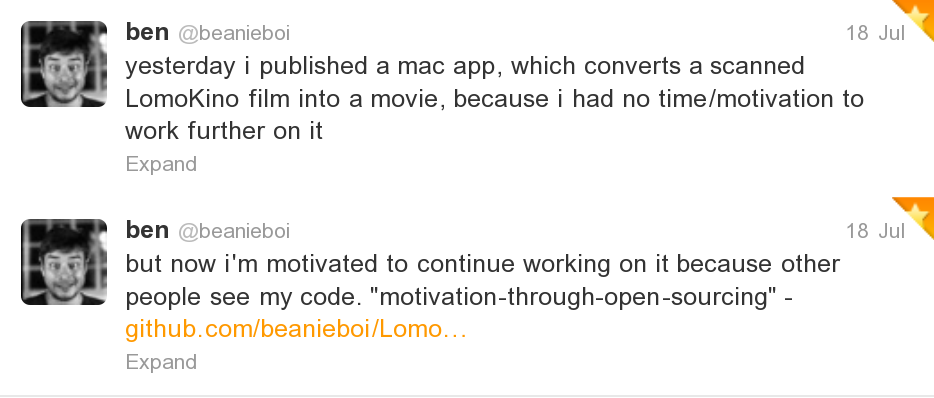 ben @beanieboi 18 Jul
yesterday i published a mac app, which converts a scanned
LomoKino film into a movie, because i had no time/motivation to
work further on it
Expand
ben @beanieboi 18 Jul
but now i'm motivated to continue working on it because other
people see my code. "motivation-through-open-sourcing" -
github.com/beanieboi/Lomo…
Expand